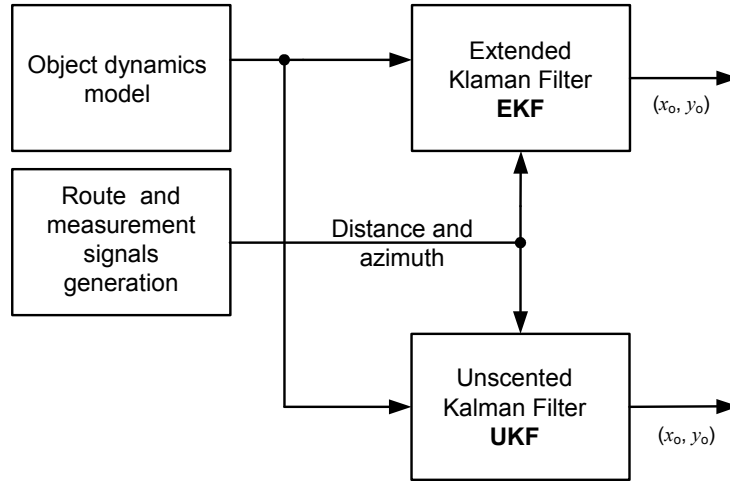 Object dynamics
model
Extended
Klaman Filter
EKF
(xₒ, yₒ)
Route and
measurement
signals
generation
Distance and
azimuth
Unscented
Kalman Filter
UKF
(xₒ, yₒ)